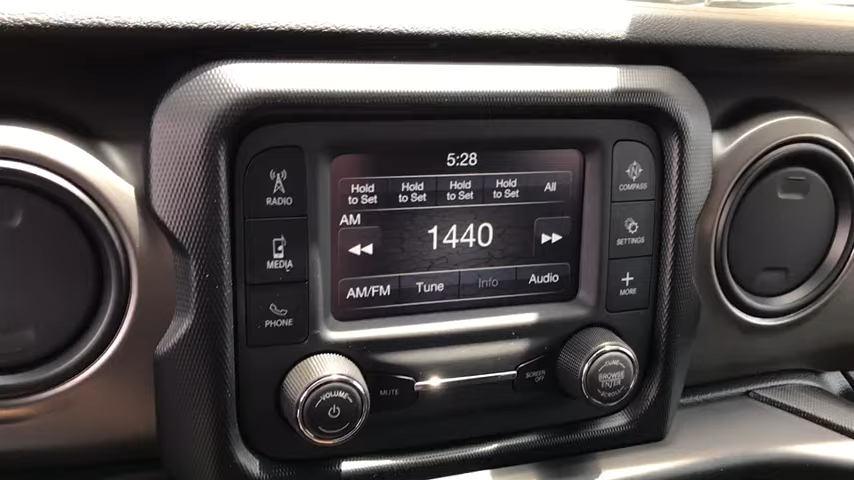 5:28
Hold to Set
Hold to Set
Hold to Set
Hold to Set
All
AM
1440
AM/FM
Tune
Info
Audio
RADIO
MEDIA
PHONE
COMPASS
SETTINGS
MORE
VOLUME
MUTE
SCREEN OFF
TUNE
BROWSE
ENTER
SCROLL